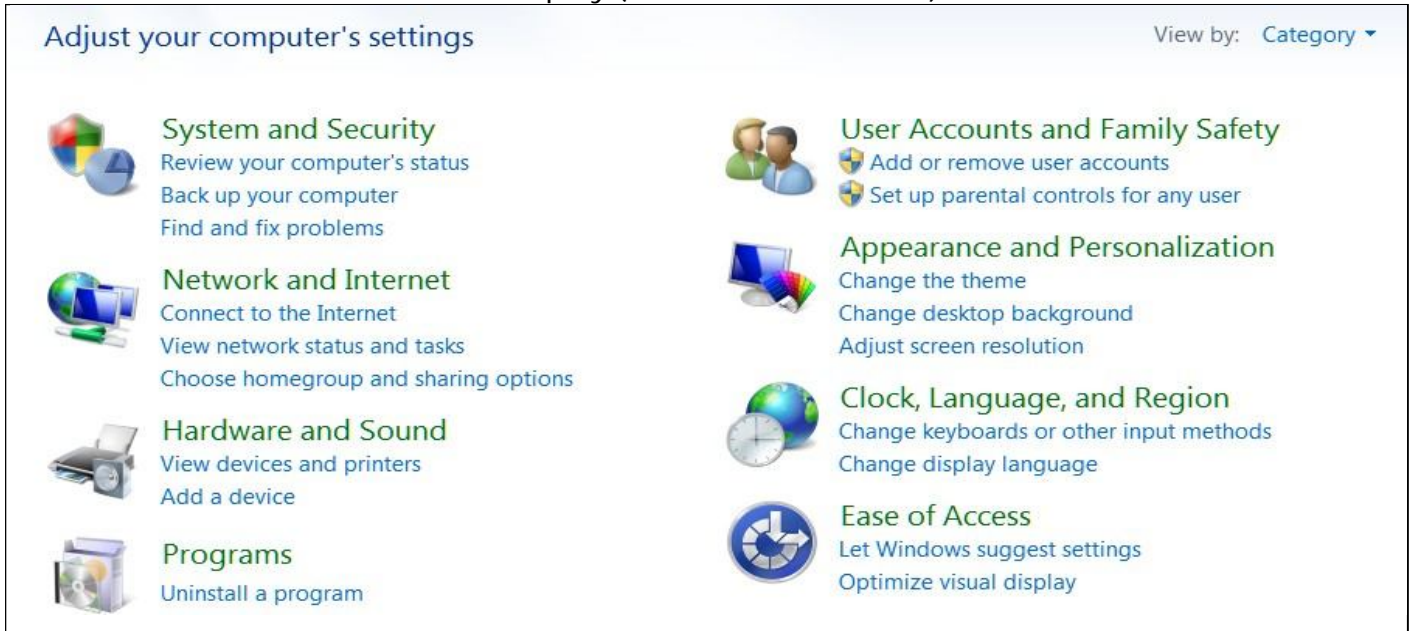 Adjust your computer's settings
View by: Category
System and Security
Review your computer's status
Back up your computer
Find and fix problems
Network and Internet
Connect to the Internet
View network status and tasks
Choose homegroup and sharing options
Hardware and Sound
View devices and printers
Add a device
Programs
Uninstall a program
User Accounts and Family Safety
Add or remove user accounts
Set up parental controls for any user
Appearance and Personalization
Change the theme
Change desktop background
Adjust screen resolution
Clock, Language, and Region
Change keyboards or other input methods
Change display language
Ease of Access
Let Windows suggest settings
Optimize visual display